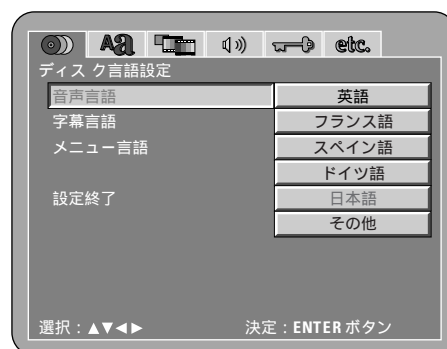 Aあ etc.
ディスク言語設定
音声言語 英語
字幕言語 フランス語
メニュー言語 スペイン語
ドイツ語
設定終了 日本語
その他
選択：▲▼◀▶ 決定：ENTER ボタン